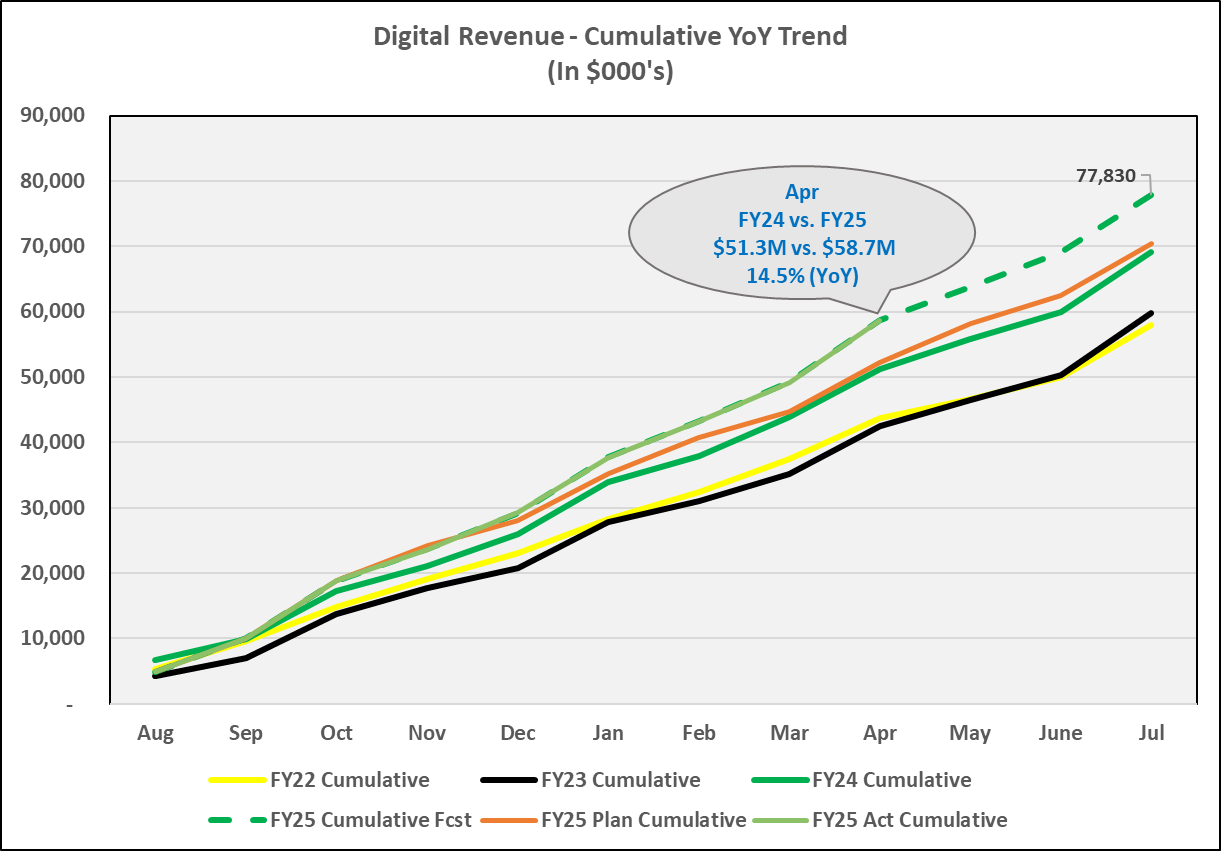 Digital Revenue - Cumulative YoY Trend
(In $000's)
90,000
80,000
70,000
60,000
50,000
40,000
30,000
20,000
10,000
-
77,830
Apr
FY24 vs. FY25
$51.3M vs. $58.7M
14.5% (YoY)
Aug Sep Oct Nov Dec Jan Feb Mar Apr May June Jul
FY22 Cumulative FY23 Cumulative FY24 Cumulative
FY25 Cumulative Fcst FY25 Plan Cumulative FY25 Act Cumulative